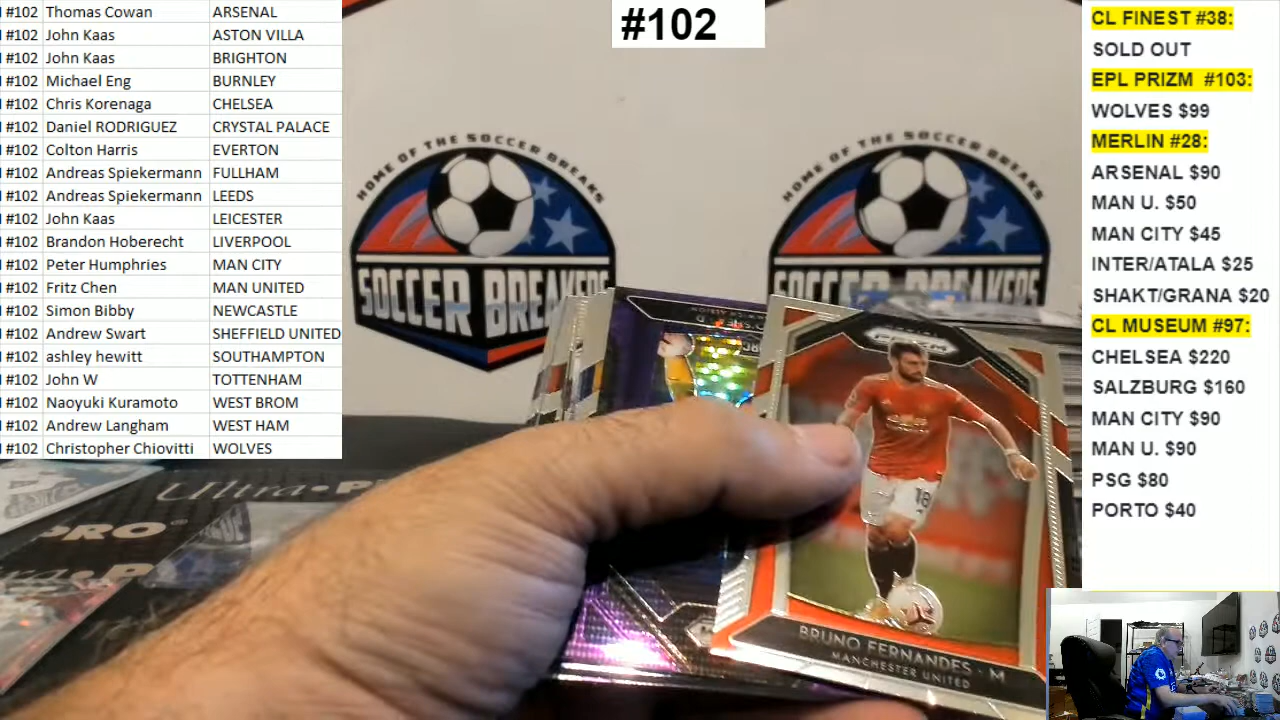 #102 Thomas Cowan ARSENAL
#102 John Kaas ASTON VILLA
#102 John Kaas BRIGHTON
#102 Michael Eng BURNLEY
#102 Chris Korenaga CHELSEA
#102 Daniel RODRIGUEZ CRYSTAL PALACE
#102 Colton Harris EVERTON
#102 Andreas Spiekermann FULLHAM
#102 Andreas Spiekermann LEEDS
#102 John Kaas LEICESTER
#102 Brandon Hoberecht LIVERPOOL
#102 Peter Humphries MAN CITY
#102 Fritz Chen MAN UNITED
#102 Simon Bibby NEWCASTLE
#102 Andrew Swart SHEFFIELD UNITED
#102 ashley hewitt SOUTHAMPTON
#102 John W TOTTENHAM
#102 Naoyuki Kuramoto WEST BROM
#102 Andrew Langham WEST HAM
#102 Christopher Chiovitti WOLVES
#102
HOME OF THE SOCCER BREAKS
SOCCER BREAKERS
HOME OF THE SOCCER BREAKS
SOCCER BREAKERS
PRIZM
18
BRUNO FERNANDES - M
MANCHESTER UNITED
Ultra PRO
PRO
CL FINEST #38:
SOLD OUT
EPL PRIZM #103:
WOLVES $99
MERLIN #28:
ARSENAL $90
MAN U. $50
MAN CITY $45
INTER/ATALA $25
SHAKT/GRANA $20
CL MUSEUM #97:
CHELSEA $220
SALZBURG $160
MAN CITY $90
MAN U. $90
PSG $80
PORTO $40